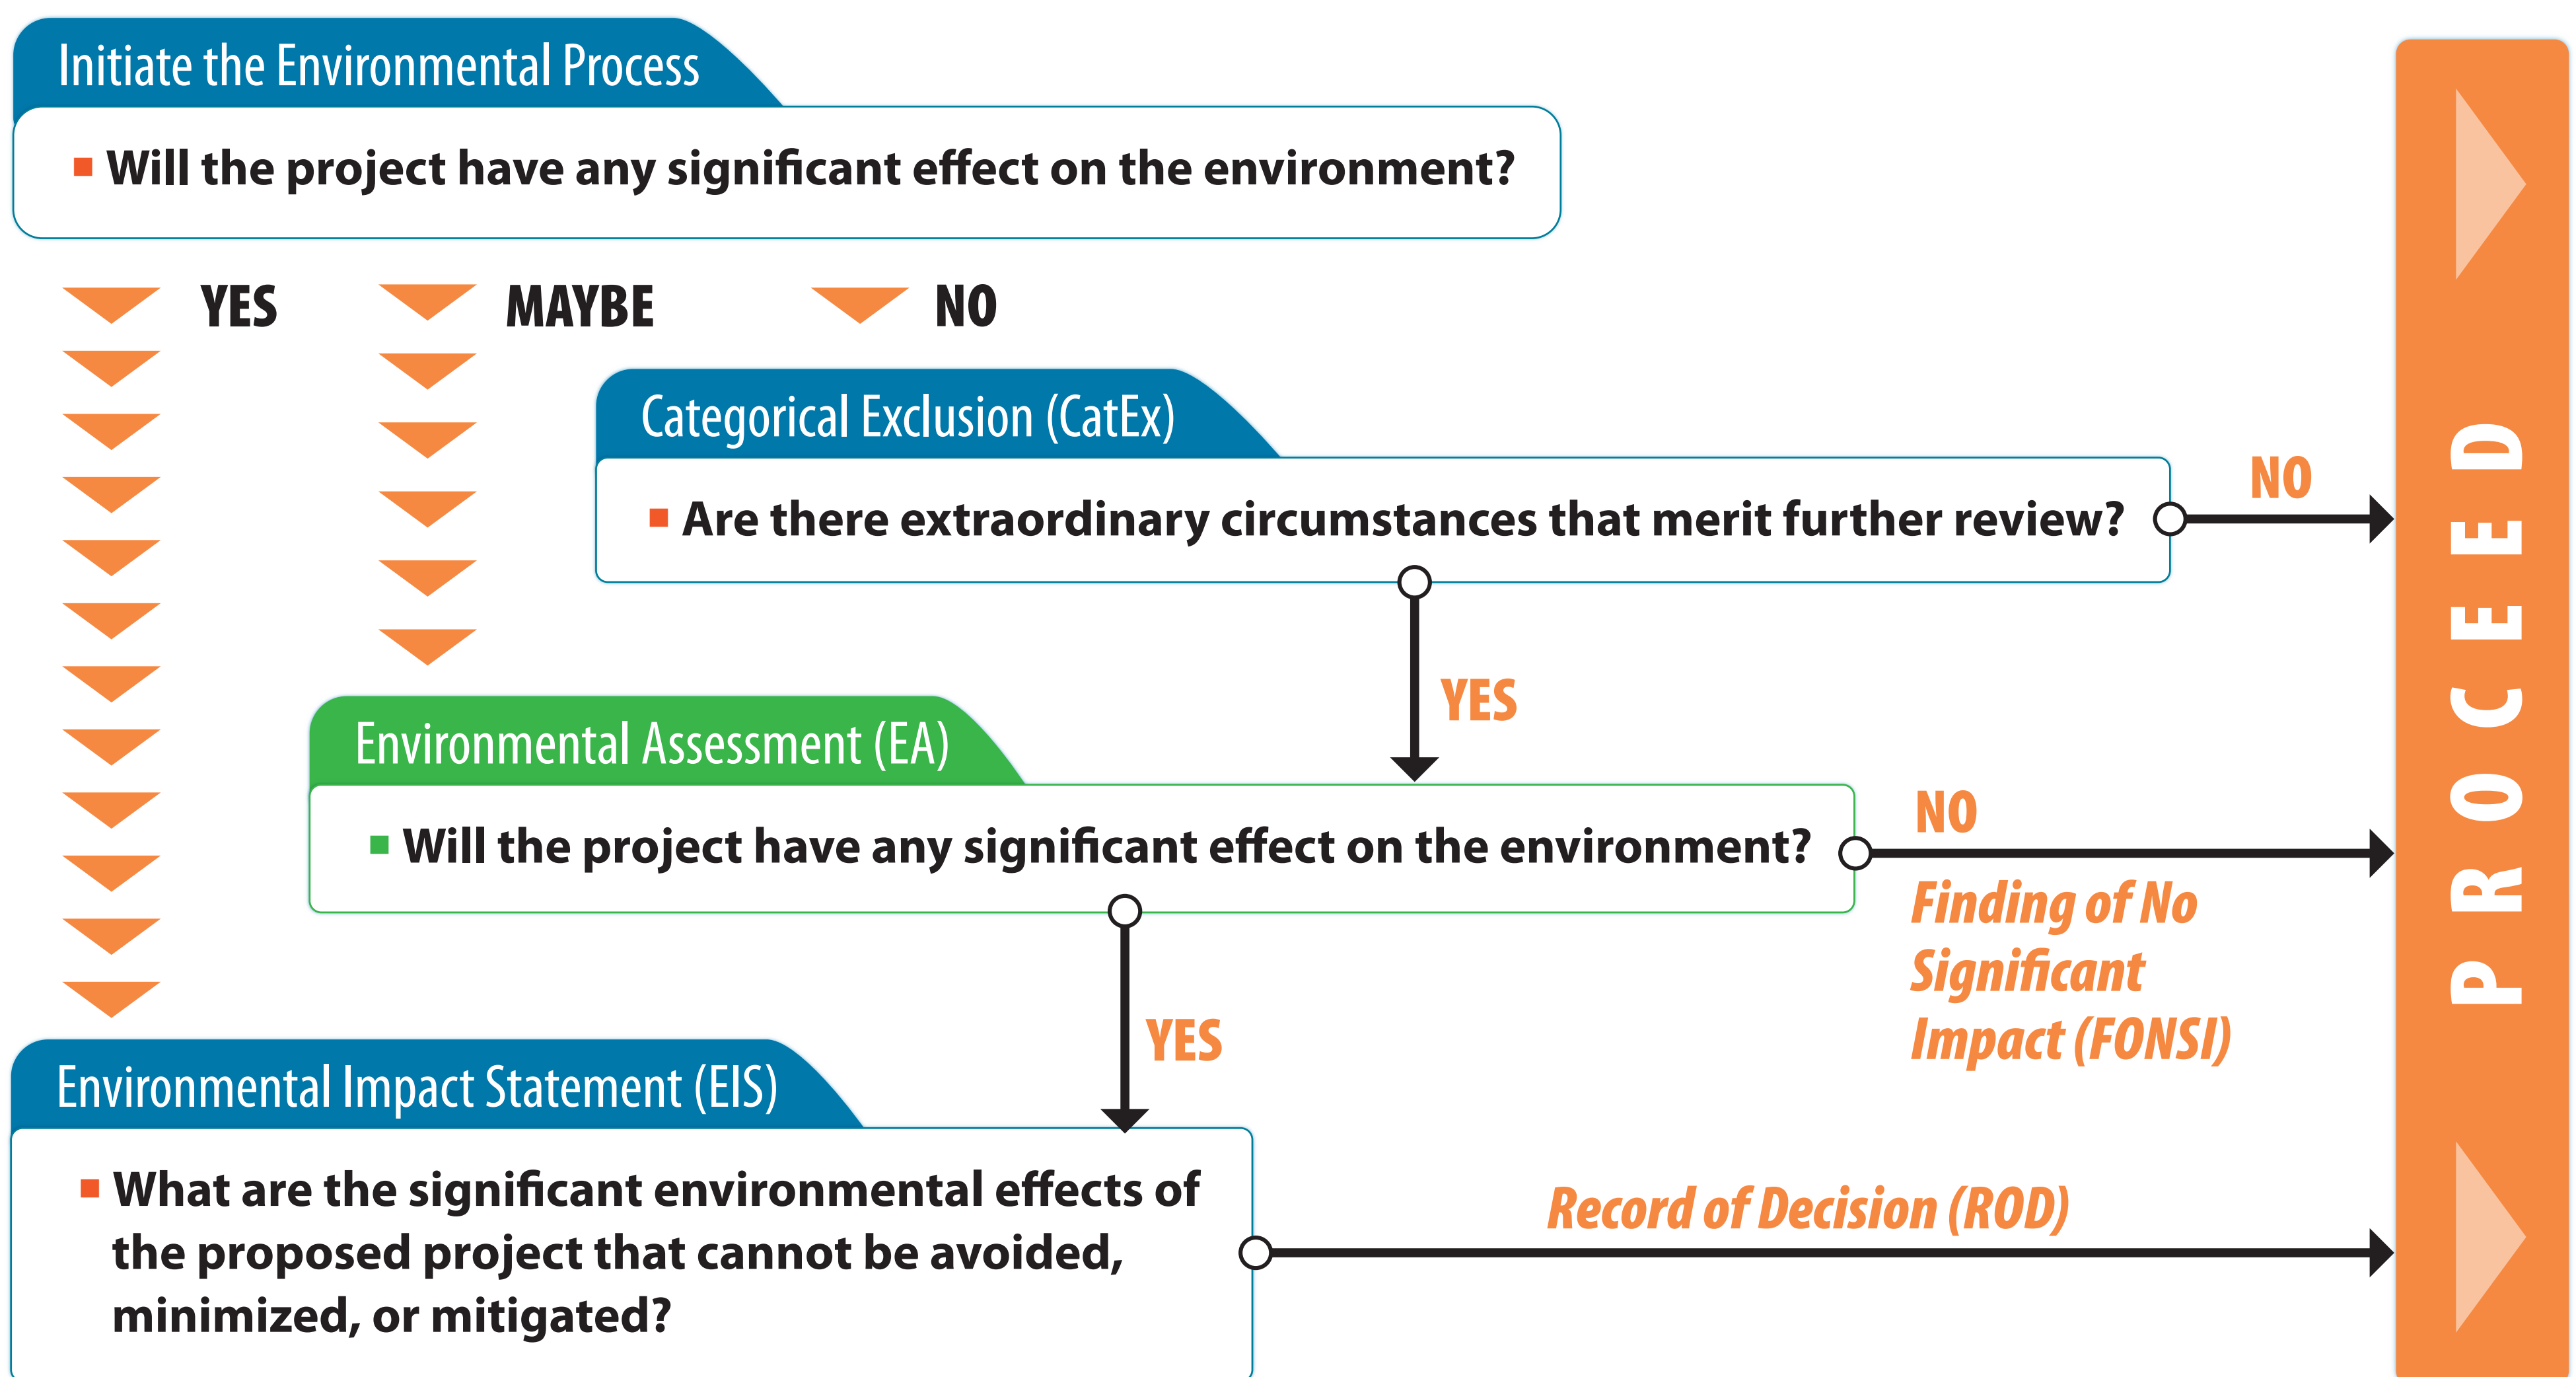 Initiate the Environmental Process
Will the project have any significant effect on the environment?
YES
MAYBE
NO
Categorical Exclusion (CatEx)
Are there extraordinary circumstances that merit further review?
NO
YES
Environmental Assessment (EA)
Will the project have any significant effect on the environment?
NO
Finding of No
Significant
Impact (FONSI)
YES
Environmental Impact Statement (EIS)
What are the significant environmental effects of
the proposed project that cannot be avoided,
minimized, or mitigated?
Record of Decision (ROD)
PROCEED